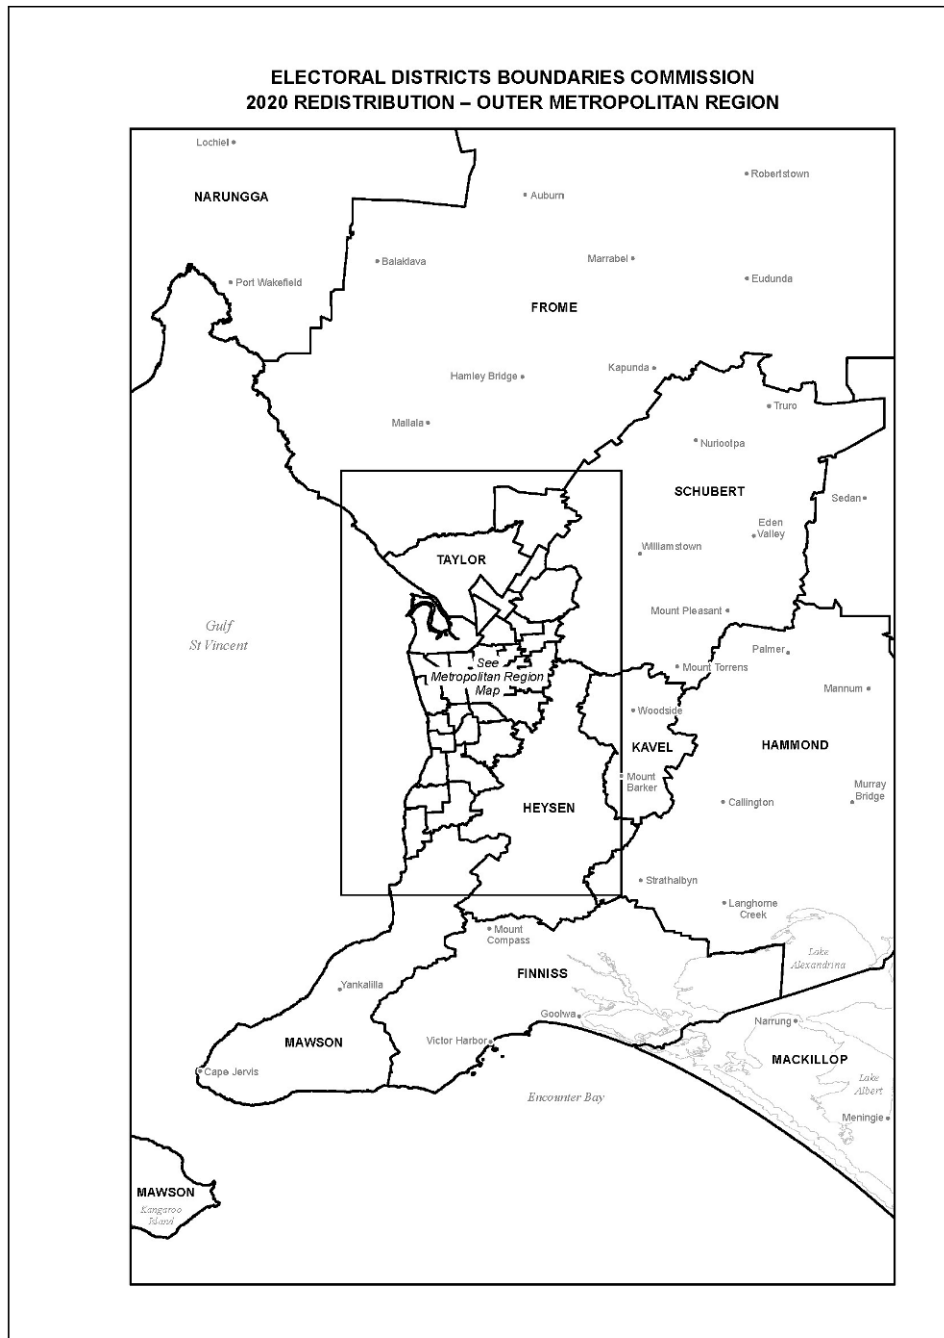 ELECTORAL DISTRICTS BOUNDARIES COMMISSION
2020 REDISTRIBUTION – OUTER METROPOLITAN REGION
Lochiel
Robertstown
NARUNGGA
Auburn
Balaklava
Marrabel
Port Wakefield
Eudunda
FROME
Hamley Bridge
Kapunda
Truro
Mallala
Nuriootpa
SCHUBERT
Sedan
Eden
Valley
Williamstown
TAYLOR
Mount Pleasant
Gulf
St Vincent
Palmer
See
Metropolitan Region
Map
Mount Torrens
Mannum
Woodside
KAVEL
HAMMOND
Mount
Barker
Murray
Bridge
Callington
HEYSEN
Strathalbyn
Langhorne
Creek
Mount
Compass
Lake
Alexandrina
FINNISS
Yankalilla
Goolwa
Narrung
MAWSON
Victor Harbor
MACKILLOP
Cape Jervis
Lake
Albert
Encounter Bay
Meningie
MAWSON
Kangaroo
Island